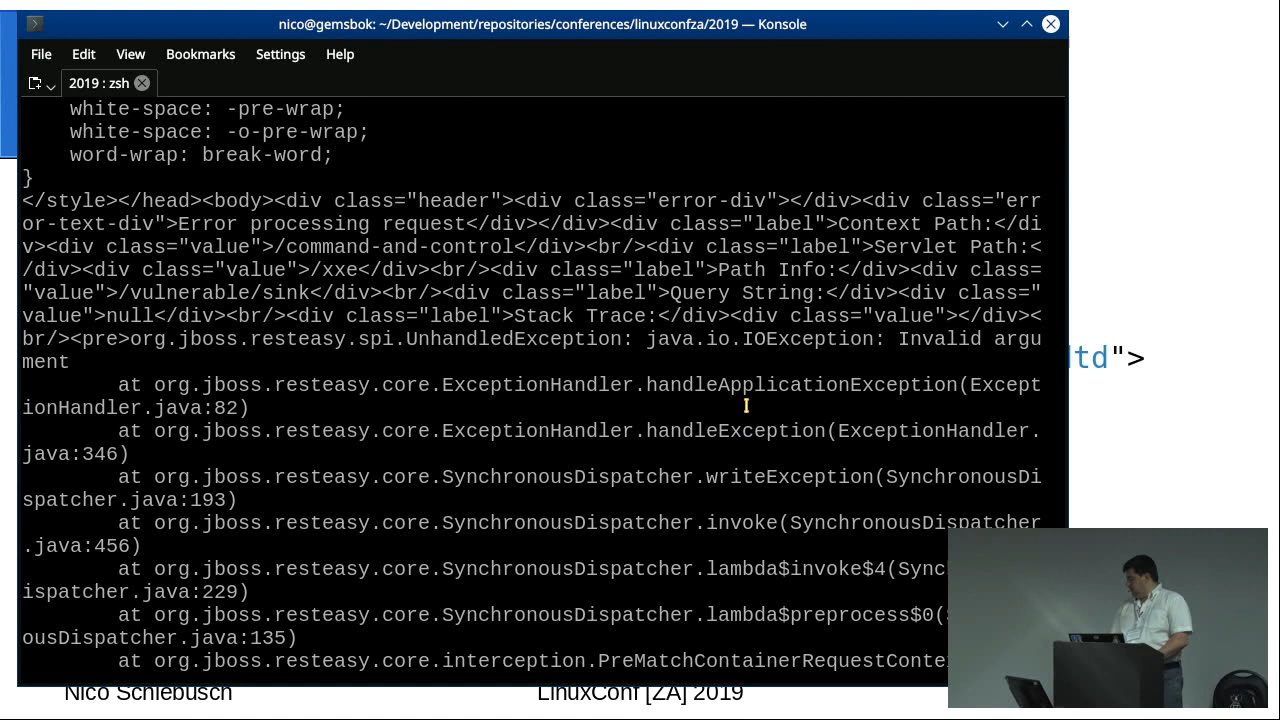 nico@gemsbok: ~/Development/repositories/conferences/linuxconfza/2019 — Konsole
File Edit View Bookmarks Settings Help
2019 : zsh
    white-space: -pre-wrap;
    white-space: -o-pre-wrap;
    word-wrap: break-word;
}
</style></head><body><div class="header"><div class="error-div"></div><div class="err
or-text-div">Error processing request</div></div><div class="label">Context Path:</di
v><div class="value">/command-and-control</div><br/><div class="label">Servlet Path:<
/div><div class="value">/xxe</div><br/><div class="label">Path Info:</div><div class=
"value">/vulnerable/sink</div><br/><div class="label">Query String:</div><div class="
value">null</div><br/><div class="label">Stack Trace:</div><div class="value"></div><
br/><pre>org.jboss.resteasy.spi.UnhandledException: java.io.IOException: Invalid argu
ment
        at org.jboss.resteasy.core.ExceptionHandler.handleApplicationException(Except
ionHandler.java:82)
        at org.jboss.resteasy.core.ExceptionHandler.handleException(ExceptionHandler.
java:346)
        at org.jboss.resteasy.core.SynchronousDispatcher.writeException(SynchronousDi
spatcher.java:193)
        at org.jboss.resteasy.core.SynchronousDispatcher.invoke(SynchronousDispatcher
.java:456)
        at org.jboss.resteasy.core.SynchronousDispatcher.lambda$invoke$4(Sync
ispatcher.java:229)
        at org.jboss.resteasy.core.SynchronousDispatcher.lambda$preprocess$0(
ousDispatcher.java:135)
        at org.jboss.resteasy.core.interception.PreMatchContainerRequestConte
td">
Nico Schiebusch
LinuxConf [ZA] 2019